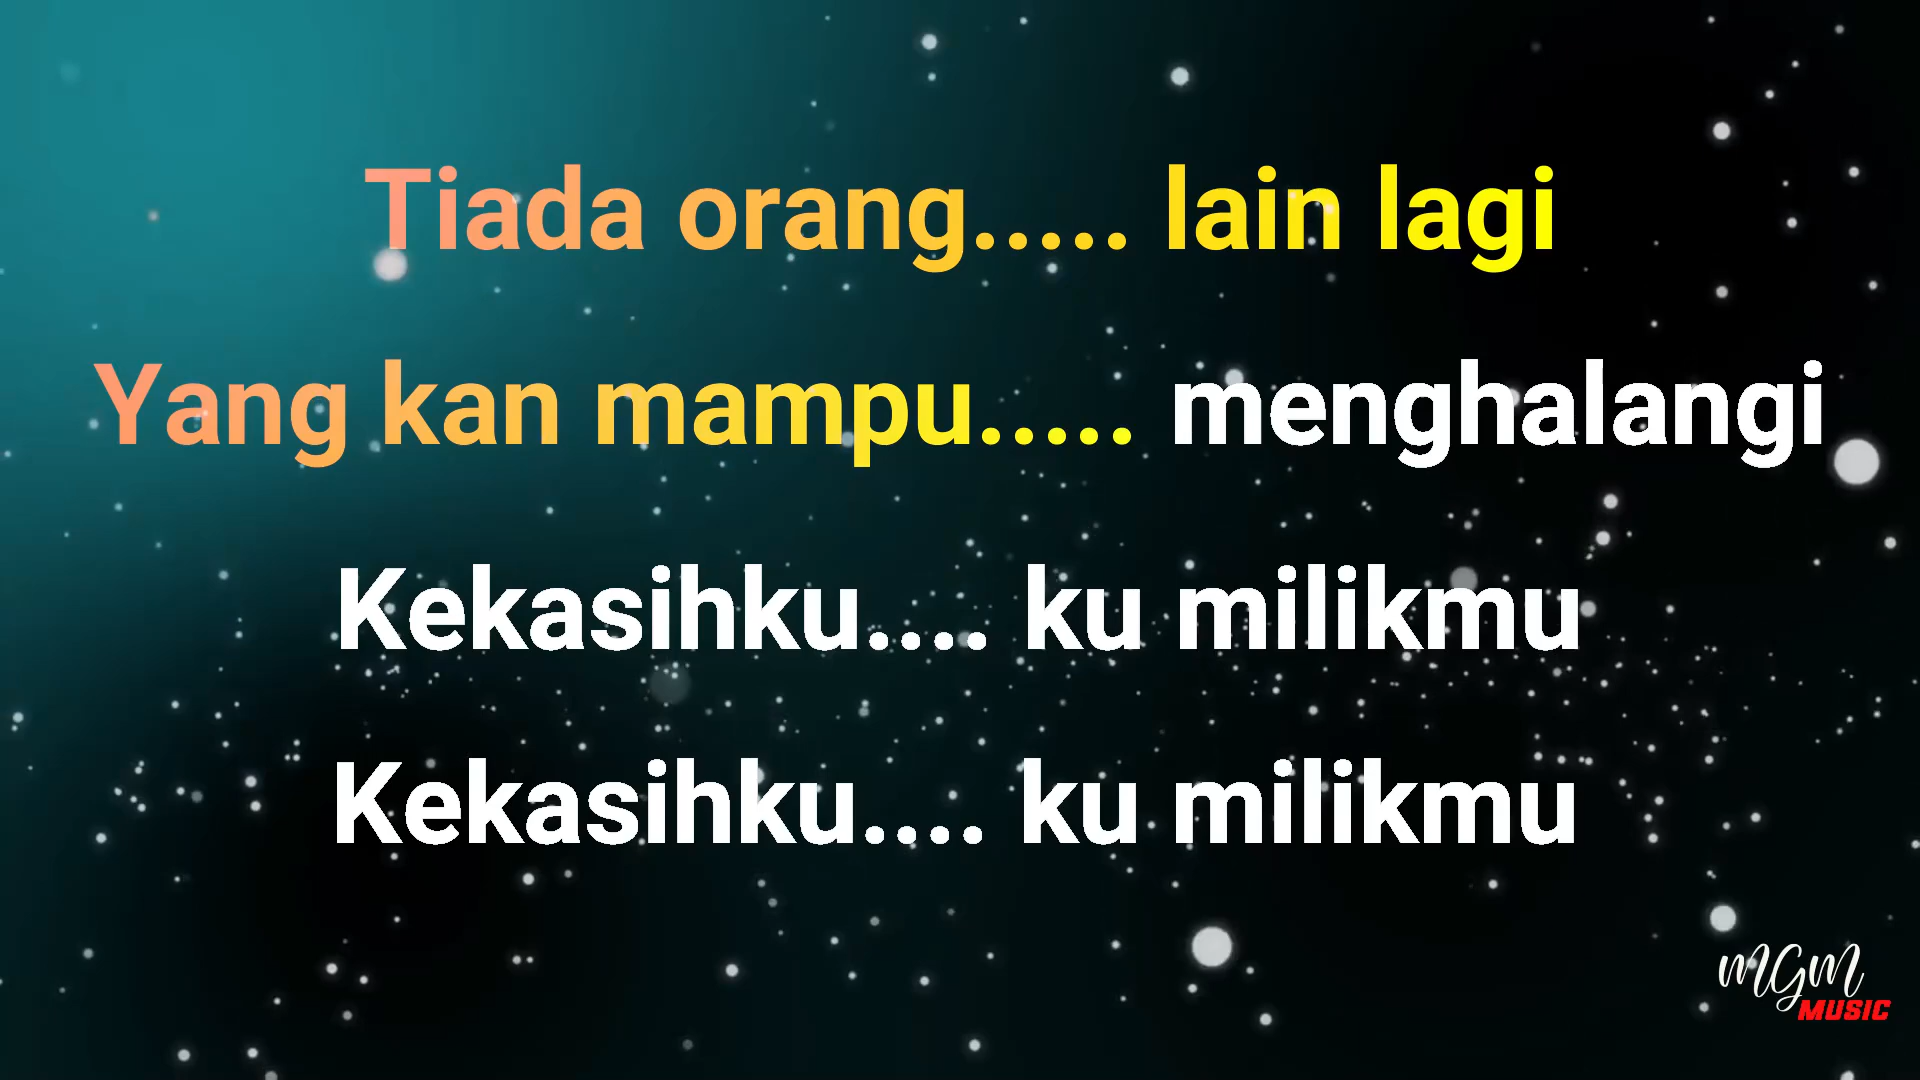 Tiada orang..... lain lagi
Yang kan mampu..... menghalangi
Kekasihku.... ku milikmu
Kekasihku.... ku milikmu
MGM
MUSIC